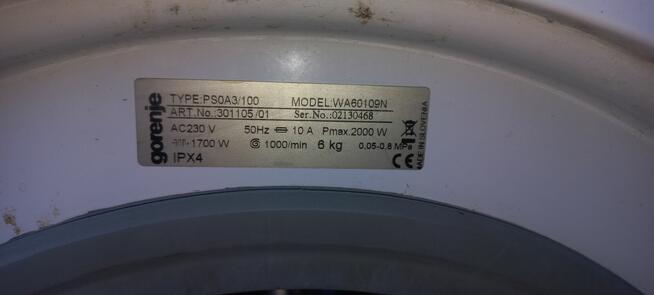 gorenje
TYPE:PS0A3/100 MODEL:WA60109N
ART.No.:301105/01 Ser.No.:02130468
AC230 V 50Hz 10 A Pmax.2000 W
1700 W 1000/min 6 kg 0,05-0,8 MPa
IPX4 CE
MADE IN SLOVENIA